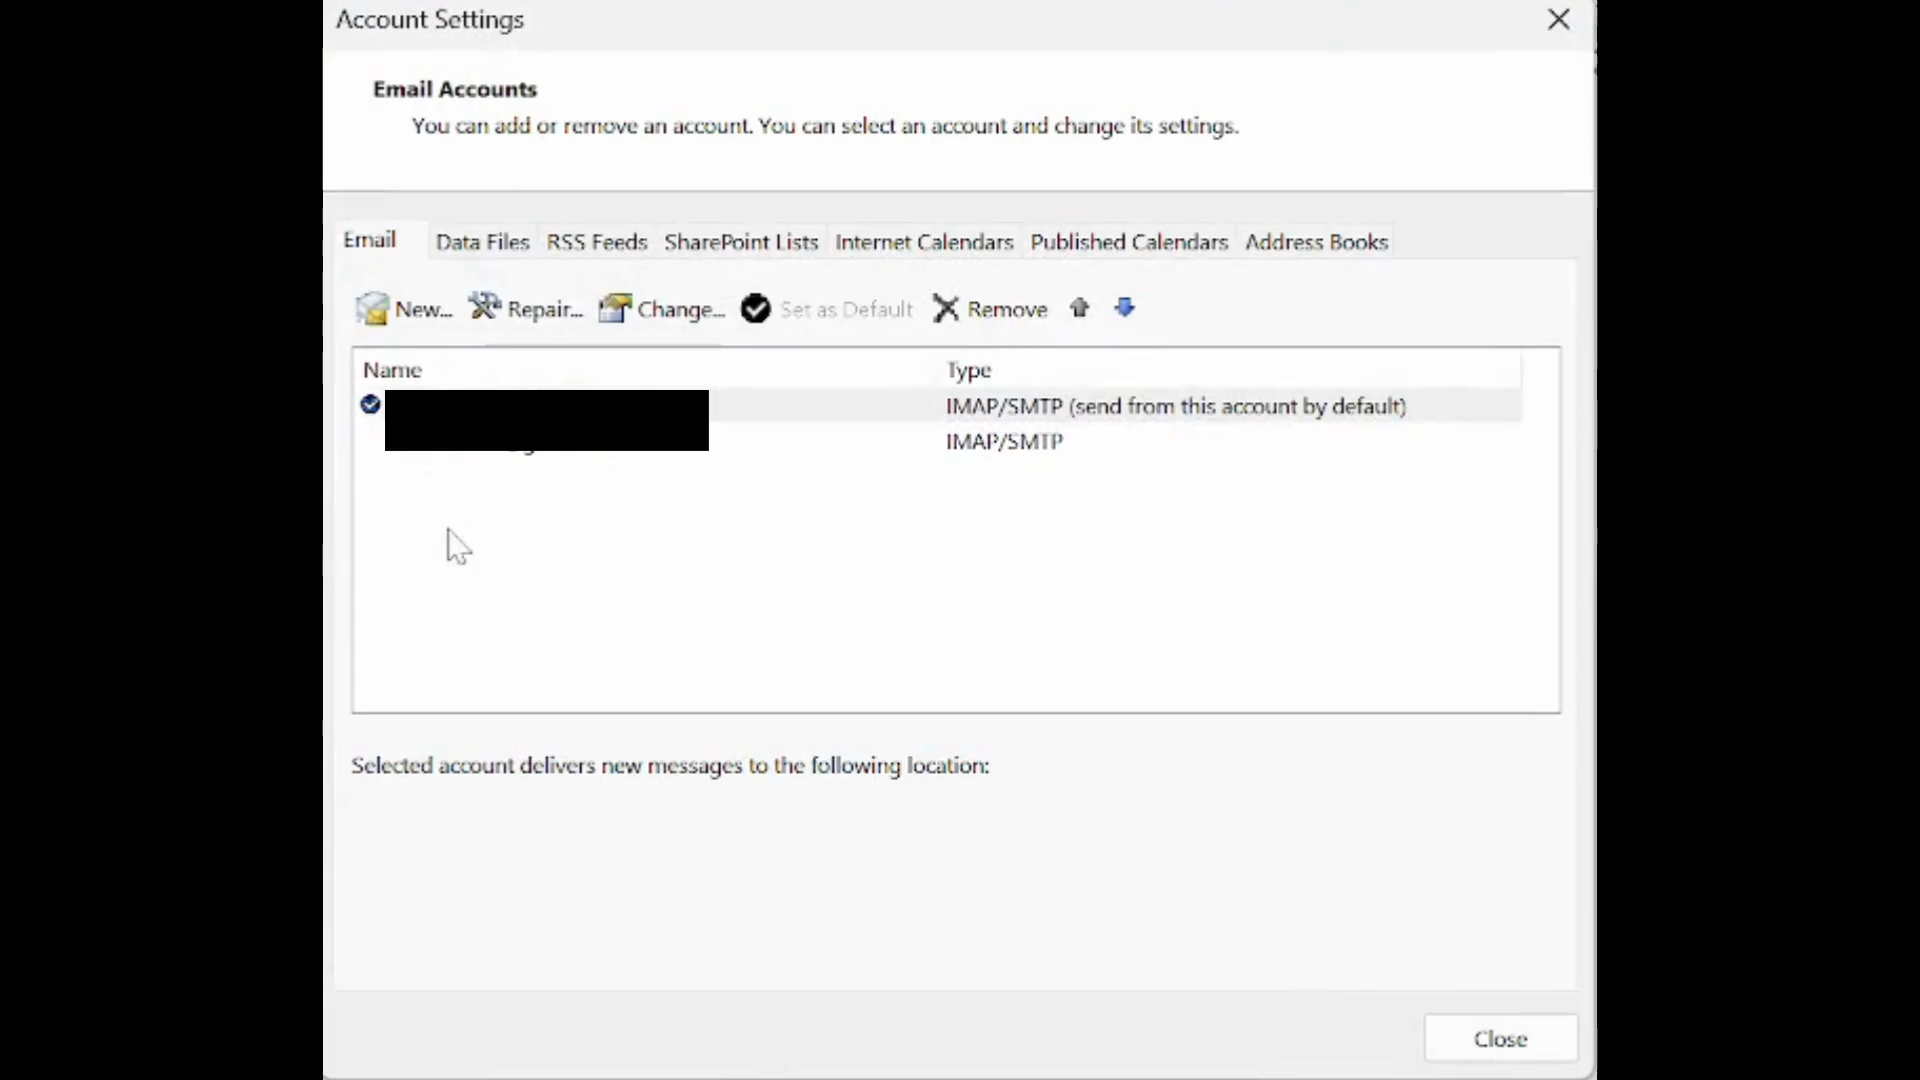 Account Settings
Email Accounts
You can add or remove an account. You can select an account and change its settings.
Email Data Files RSS Feeds SharePoint Lists Internet Calendars Published Calendars Address Books
New... Repair... Change... Set as Default Remove
Name Type
IMAP/SMTP (send from this account by default)
IMAP/SMTP
Selected account delivers new messages to the following location:
Close